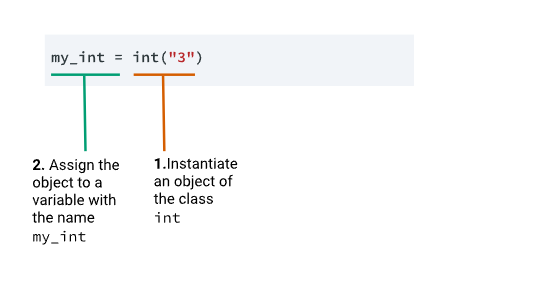 my_int = int("3")
2. Assign the
object to a
variable with
the name
my_int
1.Instantiate
an object of
the class
int